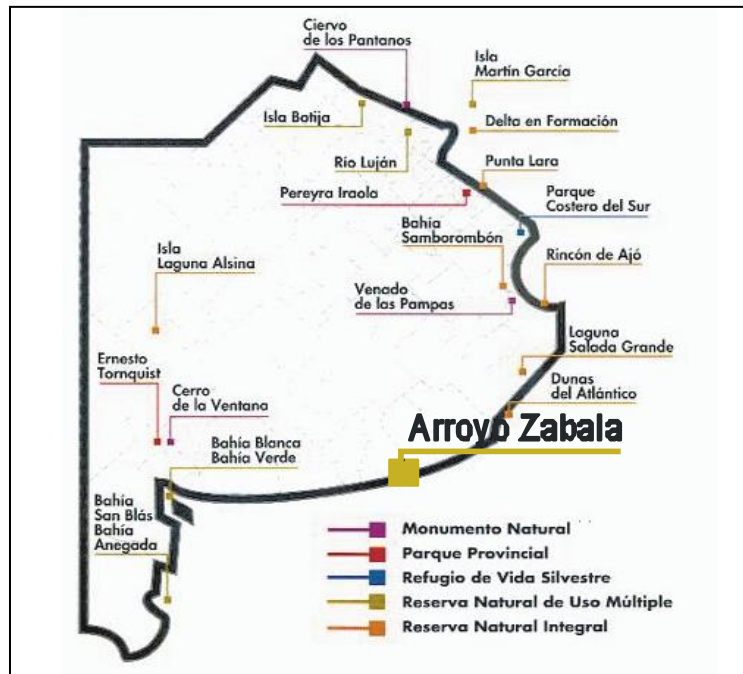 Ciervo
de los Pantanos
Isla
Martín García
Isla Botija
Delta en Formación
Río Luján
Punta Lara
Pereyra Iraola
Parque
Costero del Sur
Bahía
Samborombón
Isla
Laguna Alsina
Rincón de Ajó
Venado
de las Pampas
Laguna
Salada Grande
Ernesto
Tornquist
Cerro
de la Ventana
Dunas
del Atlántico
Arroyo Zabala
Bahía Blanca
Bahía Verde
Bahía
San Blás
Bahía
Anegada
Monumento Natural
Parque Provincial
Refugio de Vida Silvestre
Reserva Natural de Uso Múltiple
Reserva Natural Integral